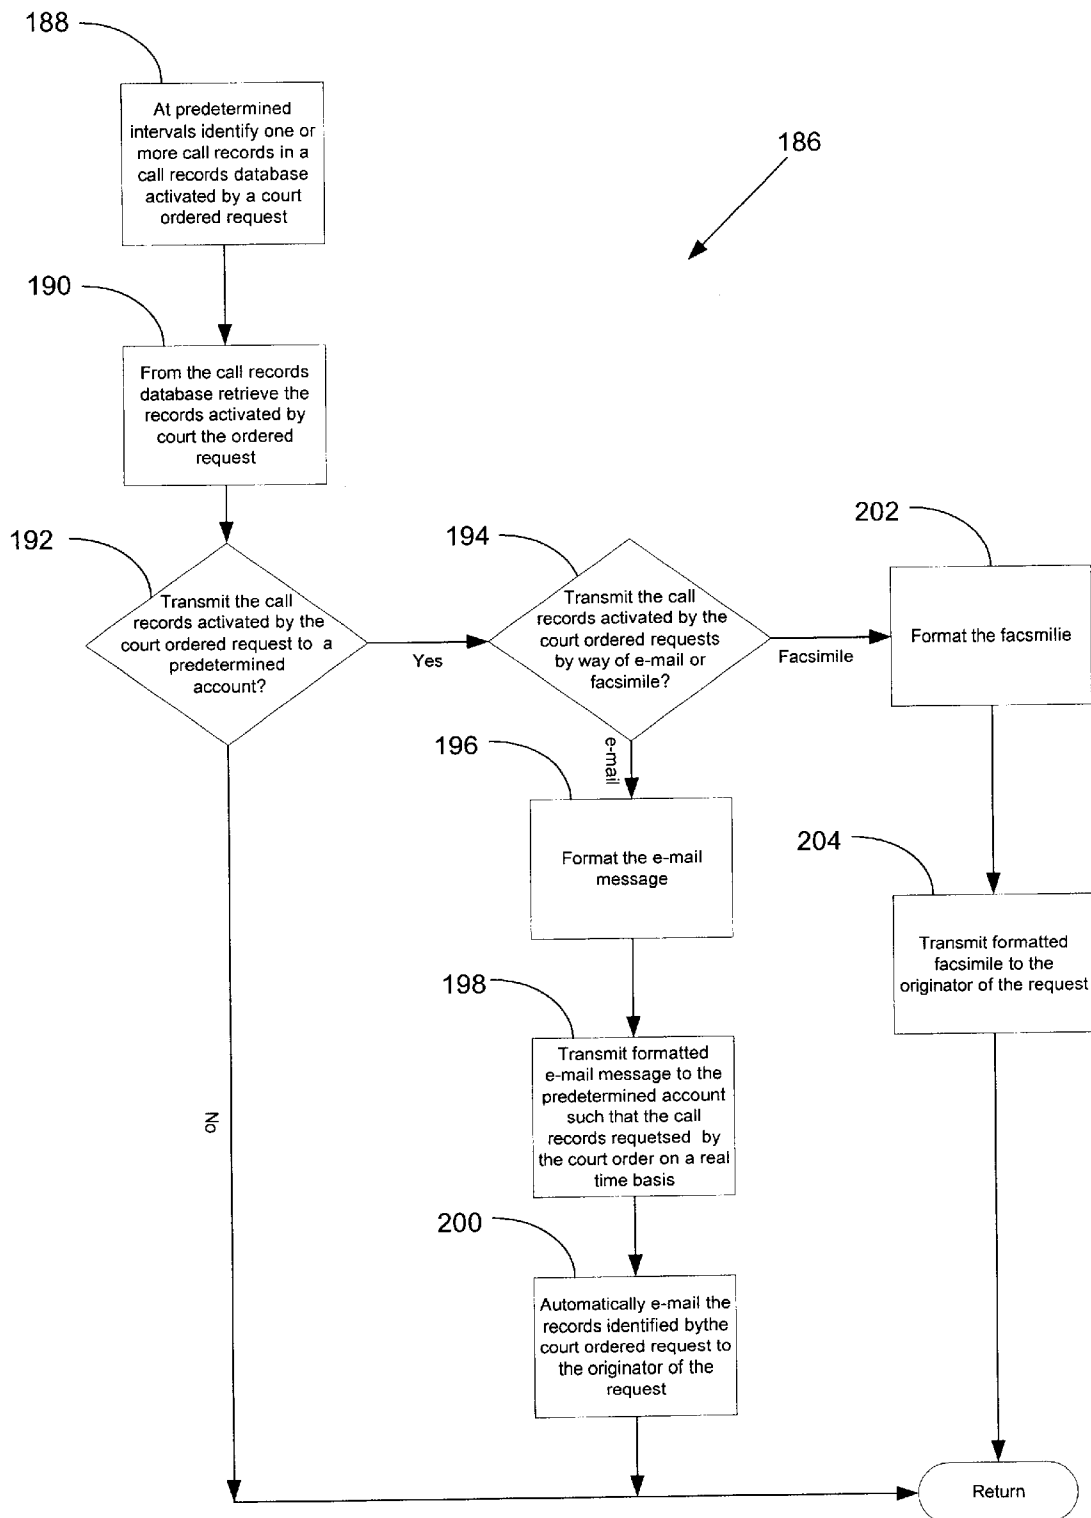 188
At predetermined
intervals identify one or
more call records in a
call records database
activated by a court
ordered request
186
190
From the call records
database retrieve the
records activated by
court the ordered
request
192
Transmit the call
records activated by the
court ordered request to a
predetermined
account?
Yes
No
194
Transmit the call
records activated by the
court ordered requests
by way of e-mail or
facsimile?
Facsimile
e-mail
202
Format the facsmilie
204
Transmit formatted
facsimile to the
originator of the request
196
Format the e-mail
message
198
Transmit formatted
e-mail message to the
predetermined account
such that the call
records requetsed by
the court order on a real
time basis
200
Automatically e-mail the
records identified bythe
court ordered request to
the originator of the
request
Return